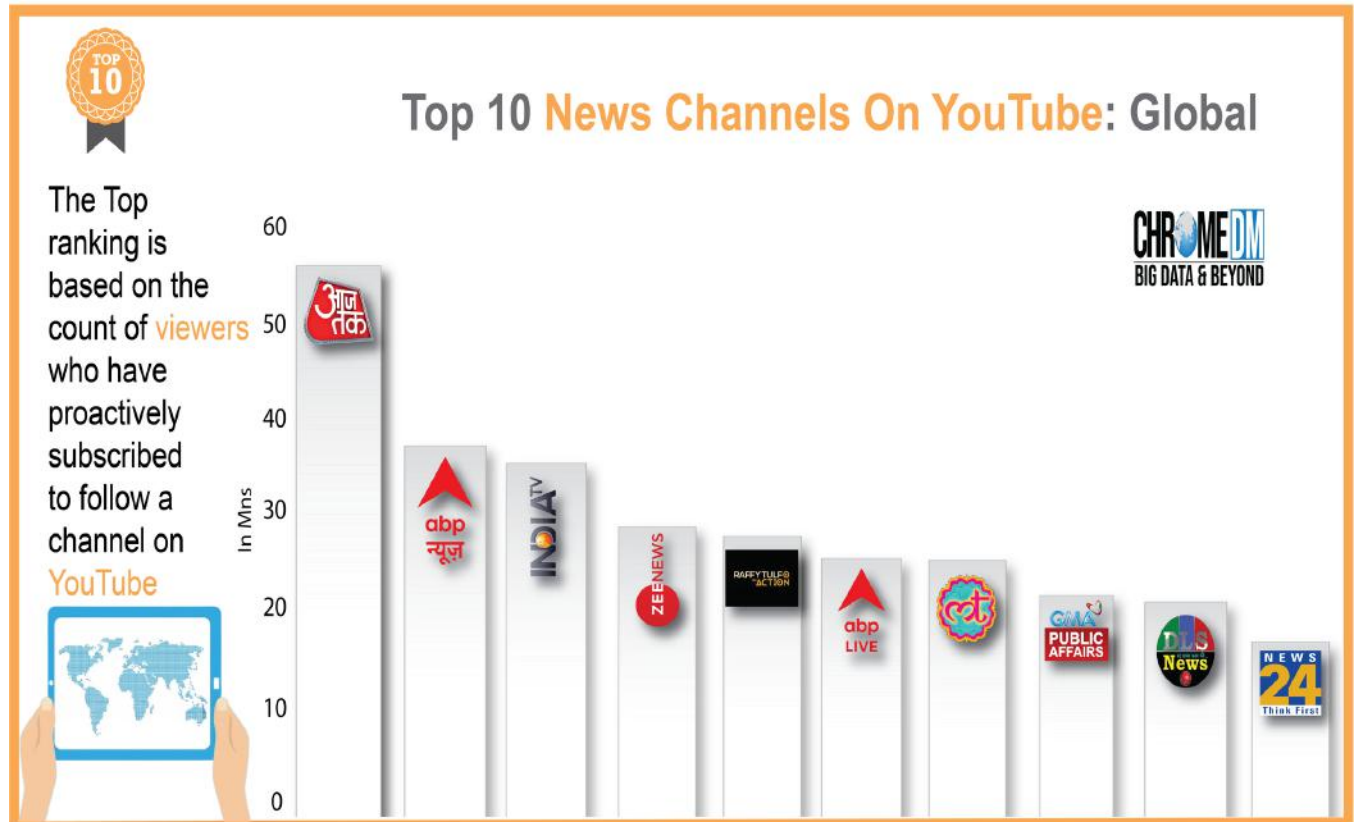 TOP
10
Top 10 News Channels On YouTube: Global
The Top
ranking is
based on the
count of viewers
who have
proactively
subscribed
to follow a
channel on
YouTube
CHROME DM
BIG DATA & BEYOND
In Mns
60
50
40
30
20
10
0
आज
तक
abp
न्यूज़
INDIA TV
ZEE NEWS
RAFFY TULFO
IN ACTION
abp
LIVE
GMA
PUBLIC
AFFAIRS
DLS
News
NEWS
24
Think First